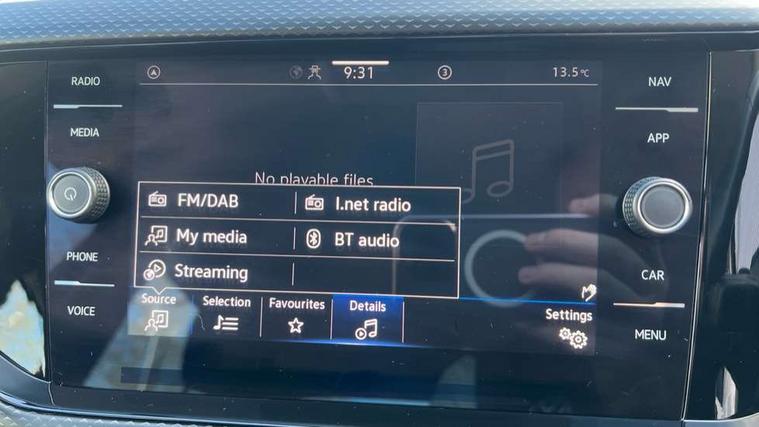 RADIO
MEDIA
PHONE
VOICE
9:31
3
13.5°C
No playable files
FM/DAB
I.net radio
My media
BT audio
Streaming
Source
Selection
Favourites
Details
Settings
NAV
APP
CAR
MENU